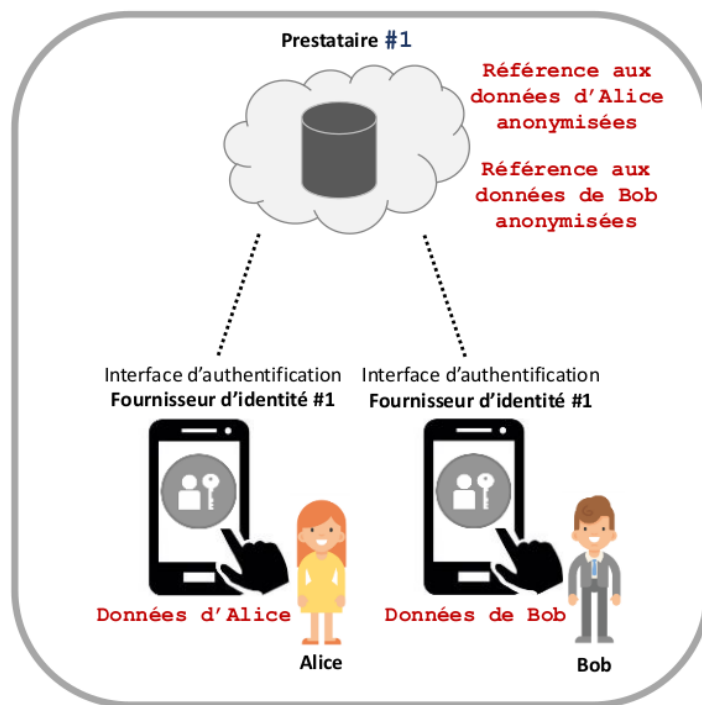 Prestataire #1
Référence aux
données d'Alice
anonymisées
Référence aux
données de Bob
anonymisées
Interface d'authentification
Fournisseur d'identité #1
Interface d'authentification
Fournisseur d'identité #1
Données d'Alice
Alice
Données de Bob
Bob